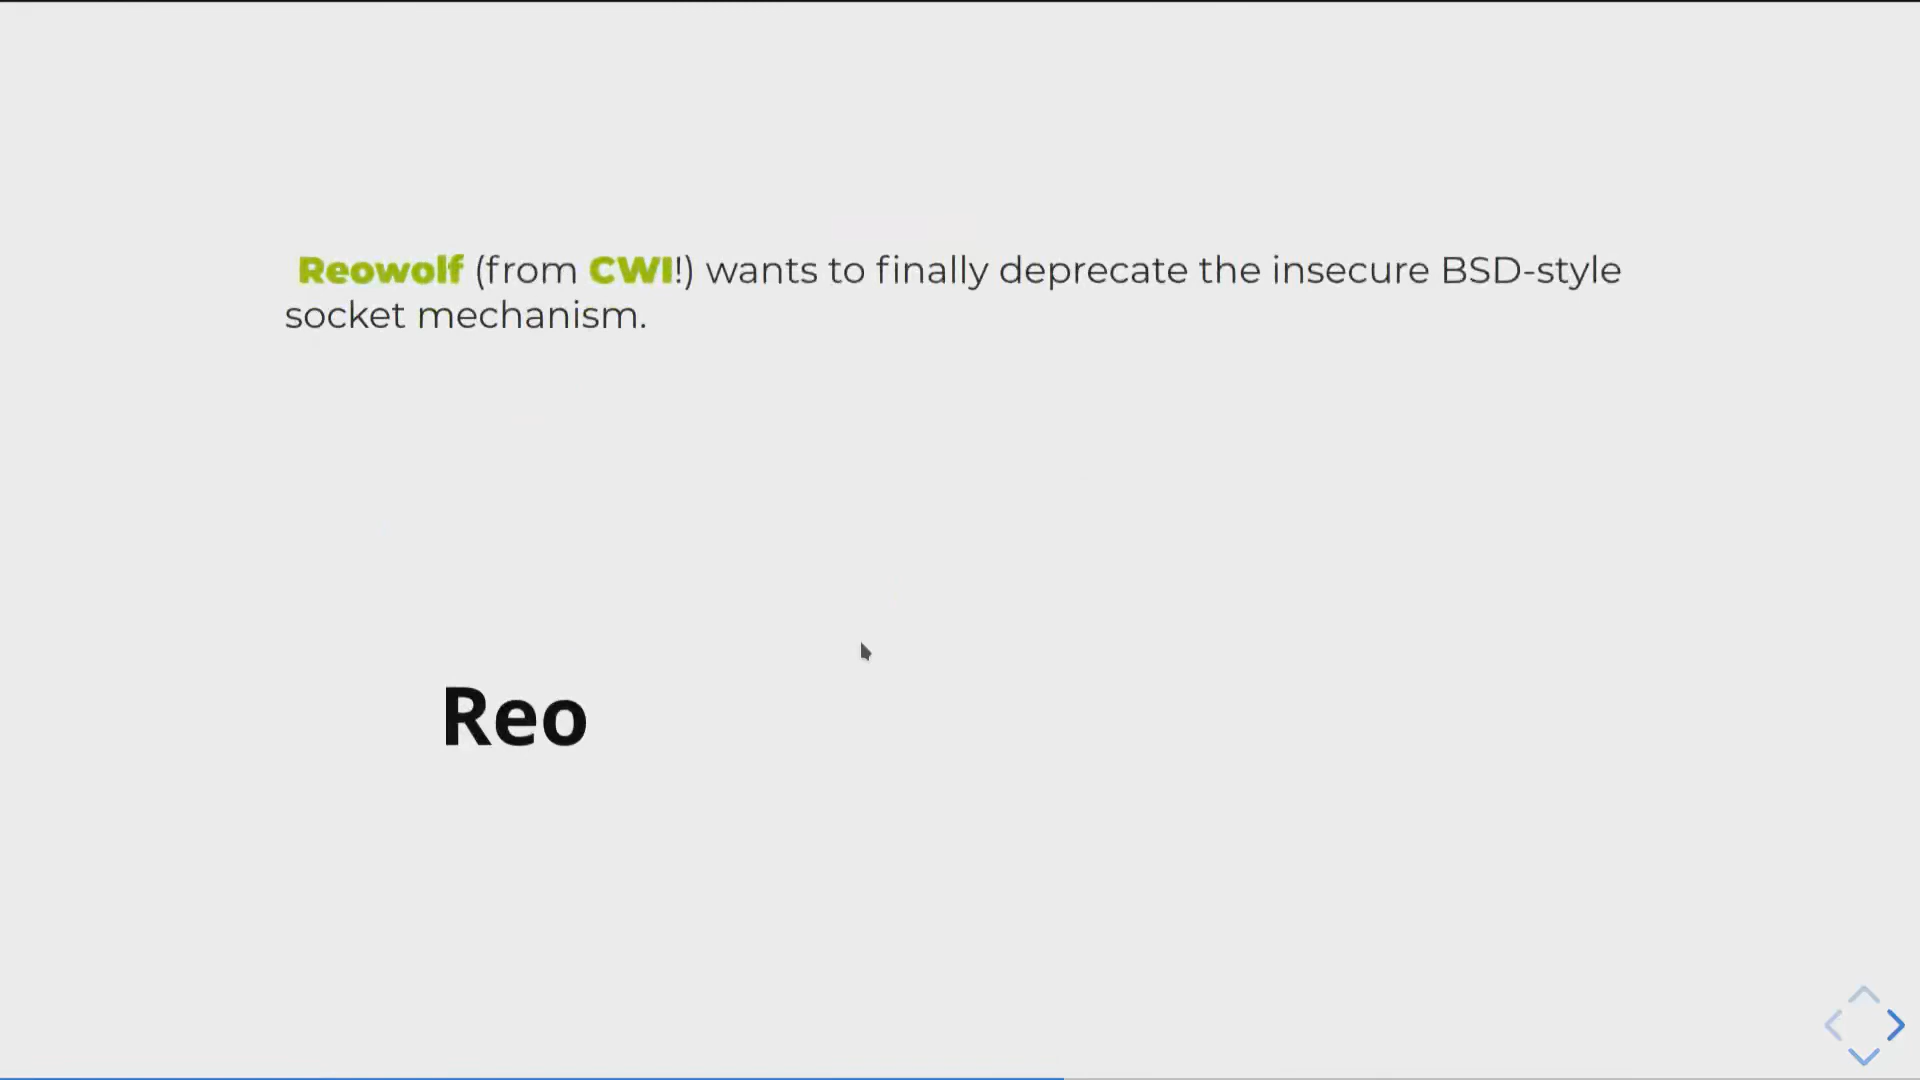 Reowolf (from CWI!) wants to finally deprecate the insecure BSD-style
socket mechanism.
Reo